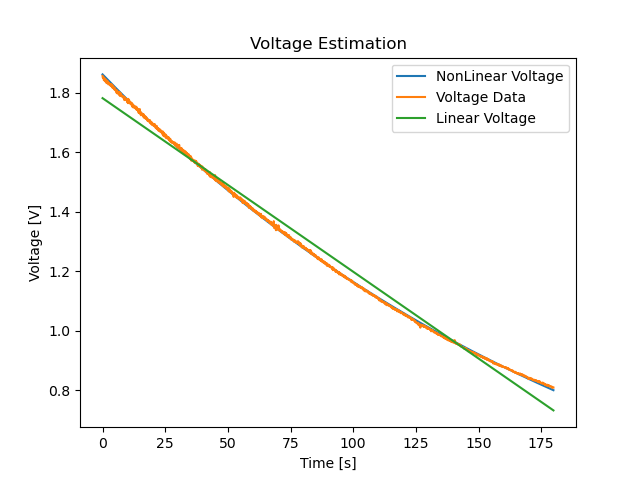 Voltage Estimation
NonLinear Voltage
Voltage Data
Linear Voltage
1.8
1.6
1.4
1.2
1.0
0.8
Voltage [V]
0 25 50 75 100 125 150 175
Time [s]